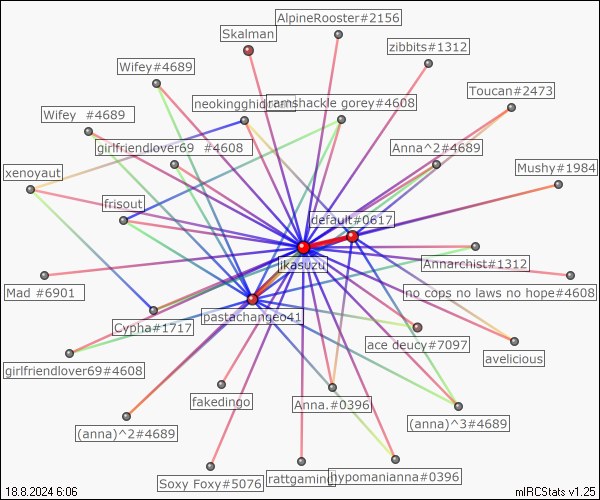 AlpineRooster#2156
Skalman
zibbits#1312
Wifey#4689
Toucan#2473
neokingghidorah
ramshackle gorey#4608
Wifey  #4689
girlfriendlover69  #4608
Anna^2#4689
Mushy#1984
xenoyaut
frisout
default#0617
jkasuzu
Annarchist#1312
Mad #6901
no cops no laws no hope#4608
pastachangeo41
Cypha#1717
ace deucy#7097
avelicious
girlfriendlover69#4608
fakedingo
Anna.#0396
(anna)^3#4689
(anna)^2#4689
Soxy Foxy#5076
rattgaming
hypomanianna#0396
18.8.2024 6:06
mIRCStats v1.25